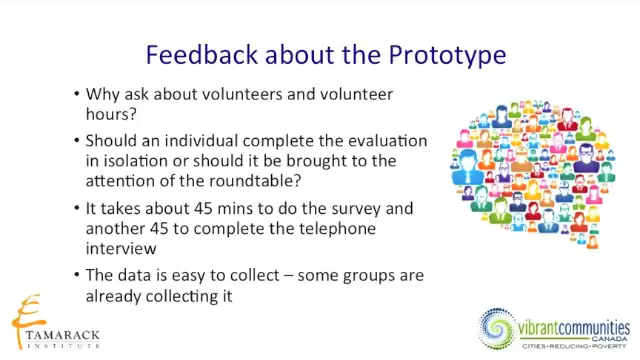 Feedback about the Prototype
• Why ask about volunteers and volunteer
hours?
• Should an individual complete the evaluation
in isolation or should it be brought to the
attention of the roundtable?
• It takes about 45 mins to do the survey and
another 45 to complete the telephone
interview
• The data is easy to collect – some groups are
already collecting it
TAMARACK
INSTITUTE
vibrantcommunities
CANADA
CITIES•REDUCING•POVERTY